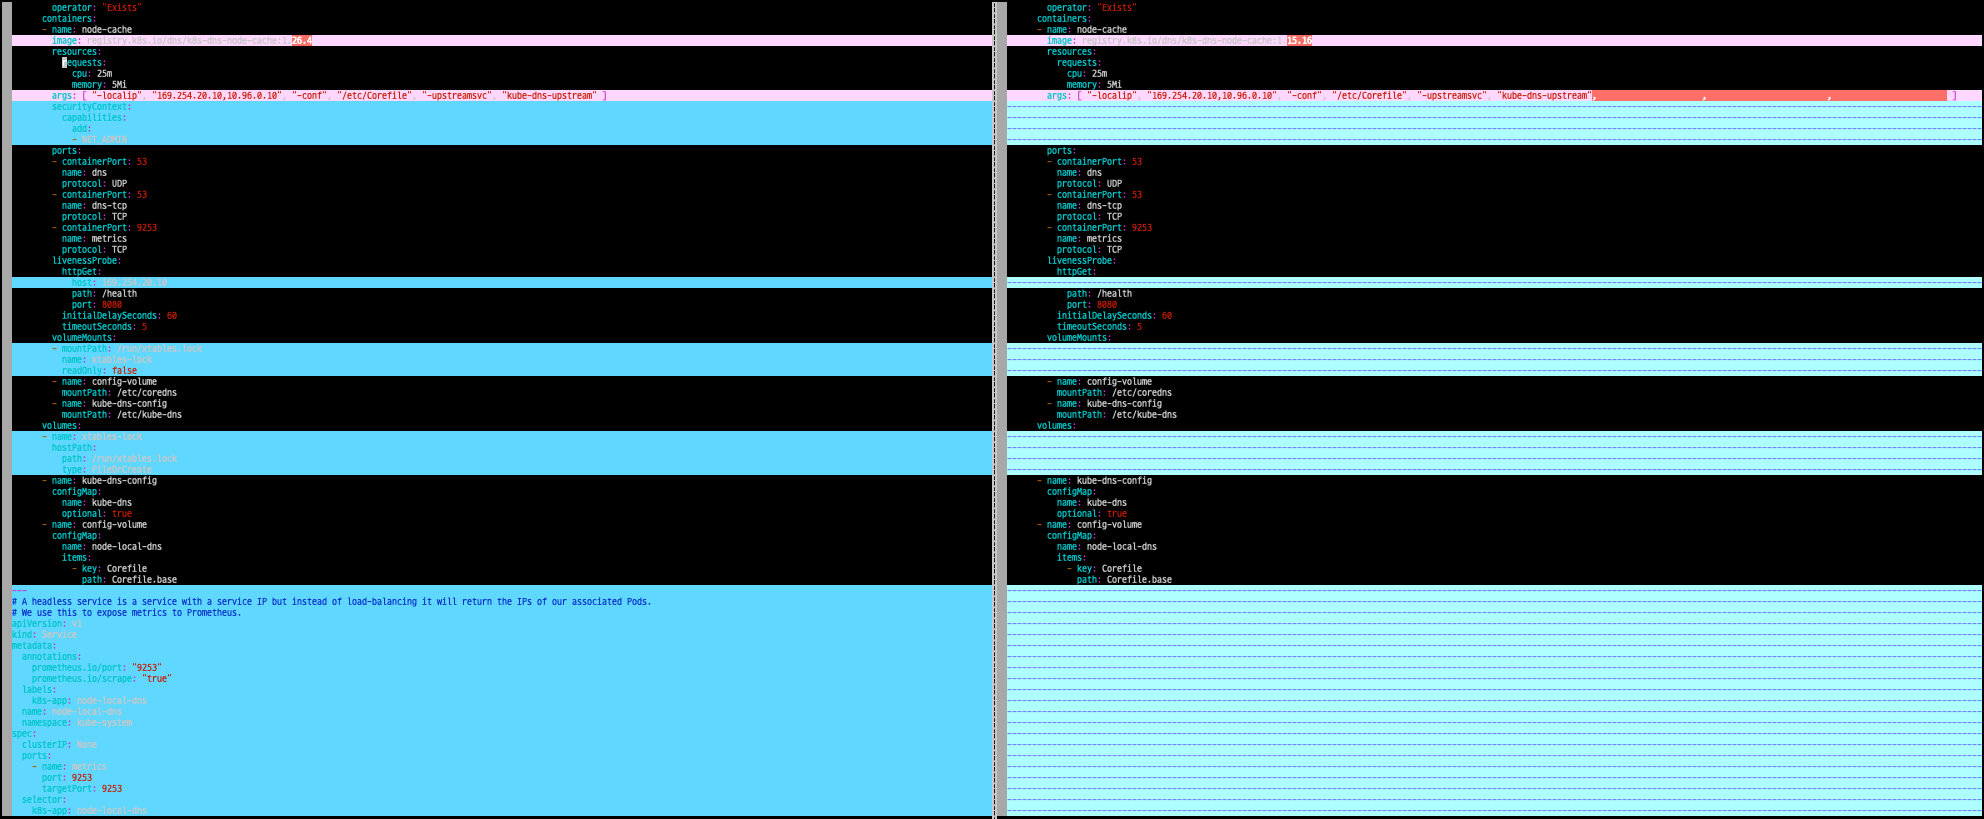 operator: "Exists"
containers:
- name: node-cache
image: registry.k8s.io/dns/k8s-dns-node-cache:1.26.4
resources:
requests:
cpu: 25m
memory: 5Mi
args: [ "-localip", "169.254.20.10,10.96.0.10", "-conf", "/etc/Corefile", "-upstreamsvc", "kube-dns-upstream" ]
securityContext:
capabilities:
add:
- NET_ADMIN
ports:
- containerPort: 53
name: dns
protocol: UDP
- containerPort: 53
name: dns-tcp
protocol: TCP
- containerPort: 9253
name: metrics
protocol: TCP
livenessProbe:
httpGet:
host: 169.254.20.10
path: /health
port: 8080
initialDelaySeconds: 60
timeoutSeconds: 5
volumeMounts:
- mountPath: /run/xtables.lock
name: xtables-lock
readOnly: false
- name: config-volume
mountPath: /etc/coredns
- name: kube-dns-config
mountPath: /etc/kube-dns
volumes:
- name: xtables-lock
hostPath:
path: /run/xtables.lock
type: FileOrCreate
- name: kube-dns-config
configMap:
name: kube-dns
optional: true
- name: config-volume
configMap:
name: node-local-dns
items:
- key: Corefile
path: Corefile.base
---
# A headless service is a service with a service IP but instead of load-balancing it will return the IPs of our associated Pods.
# We use this to expose metrics to Prometheus.
apiVersion: v1
kind: Service
metadata:
annotations:
prometheus.io/port: "9253"
prometheus.io/scrape: "true"
labels:
k8s-app: node-local-dns
name: node-local-dns
namespace: kube-system
spec:
clusterIP: None
ports:
- name: metrics
port: 9253
targetPort: 9253
selector:
k8s-app: node-local-dns
operator: "Exists"
containers:
- name: node-cache
image: registry.k8s.io/dns/k8s-dns-node-cache:1.15.16
resources:
requests:
cpu: 25m
memory: 5Mi
args: [ "-localip", "169.254.20.10,10.96.0.10", "-conf", "/etc/Corefile", "-upstreamsvc", "kube-dns-upstream", , , ]
ports:
- containerPort: 53
name: dns
protocol: UDP
- containerPort: 53
name: dns-tcp
protocol: TCP
- containerPort: 9253
name: metrics
protocol: TCP
livenessProbe:
httpGet:
path: /health
port: 8080
initialDelaySeconds: 60
timeoutSeconds: 5
volumeMounts:
- name: config-volume
mountPath: /etc/coredns
- name: kube-dns-config
mountPath: /etc/kube-dns
volumes:
- name: kube-dns-config
configMap:
name: kube-dns
optional: true
- name: config-volume
configMap:
name: node-local-dns
items:
- key: Corefile
path: Corefile.base